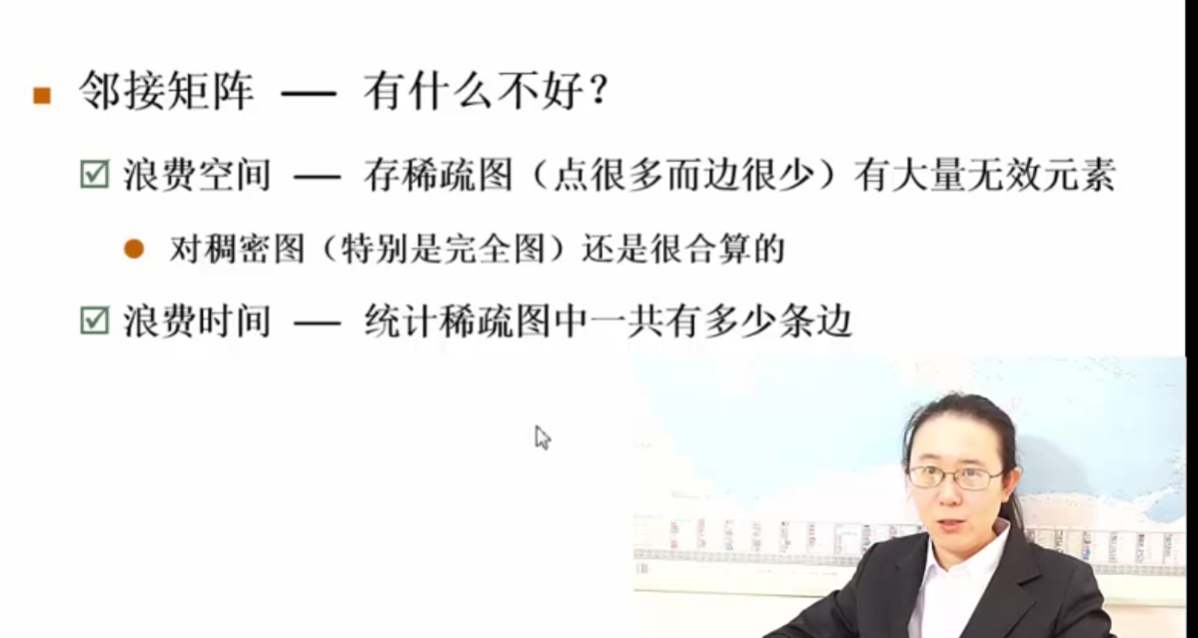 邻接矩阵 — 有什么不好?
浪费空间 — 存稀疏图（点很多而边很少）有大量无效元素
对稠密图（特别是完全图）还是很合算的
浪费时间 — 统计稀疏图中一共有多少条边